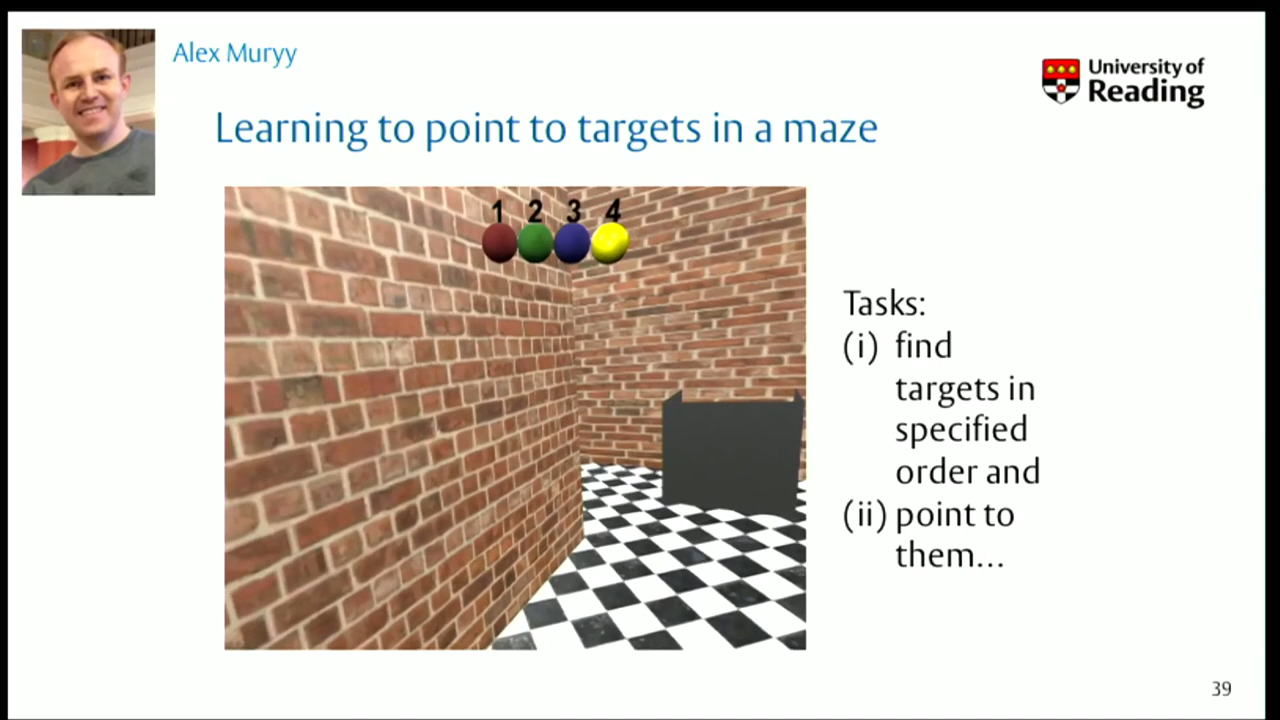 Alex Muryy
University of
Reading
Learning to point to targets in a maze
1 2 3 4
Tasks:
(i) find
targets in
specified
order and
(ii) point to
them...
39